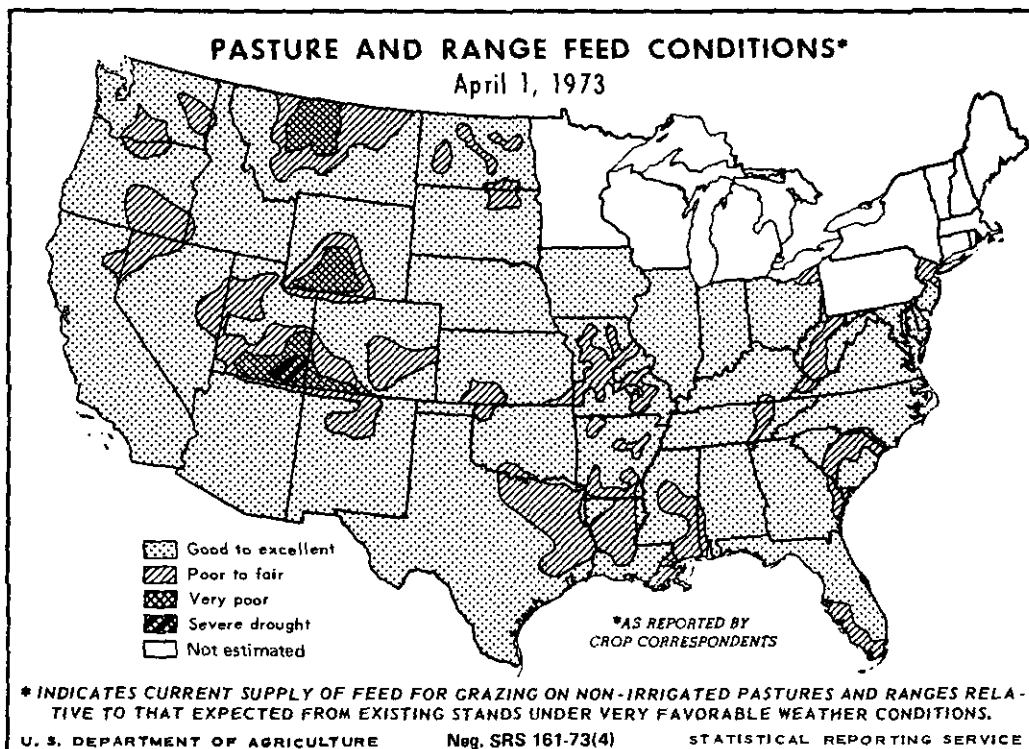 PASTURE AND RANGE FEED CONDITIONS*
April 1, 1973
Good to excellent
Poor to fair
Very poor
Severe drought
Not estimated
*AS REPORTED BY
CROP CORRESPONDENTS
* INDICATES CURRENT SUPPLY OF FEED FOR GRAZING ON NON-IRRIGATED PASTURES AND RANGES RELA-
TIVE TO THAT EXPECTED FROM EXISTING STANDS UNDER VERY FAVORABLE WEATHER CONDITIONS.
U. S. DEPARTMENT OF AGRICULTURE Neg. SRS 161-73(4) STATISTICAL REPORTING SERVICE